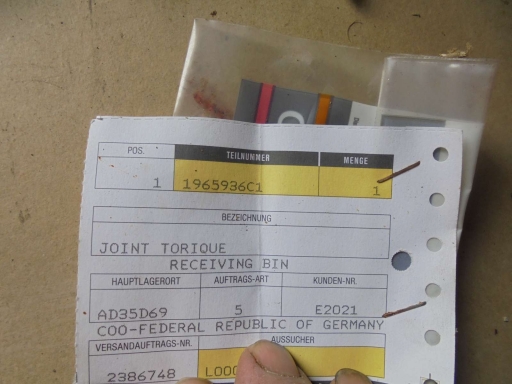 POS. TEILNUMMER MENGE
1 1965936C1 1
BEZEICHNUNG
JOINT TORIQUE
RECEIVING BIN
HAUPTLAGERORT AUFTRAGS-ART KUNDEN-NR.
AD35D69 5 E2021
COO-FEDERAL REPUBLIC OF GERMANY
VERSANDAUFTRAGS-NR. AUSSUCHER
2386748